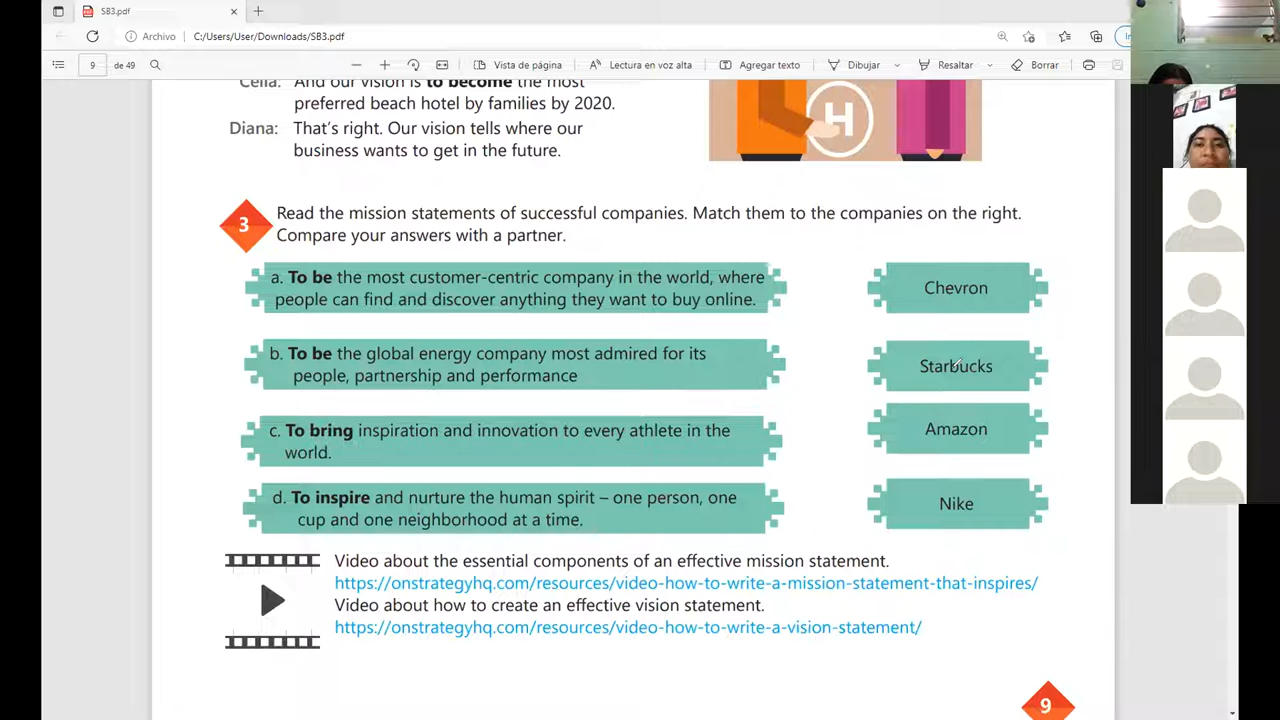 SB3.pdf
Archivo
C:/Users/User/Downloads/SB3.pdf
9
de 49
Vista de página
Lectura en voz alta
Agregar texto
Dibujar
Resaltar
Borrar
Celia: And our vision is to become the most
preferred beach hotel by families by 2020.
Diana: That's right. Our vision tells where our
business wants to get in the future.
H
3
Read the mission statements of successful companies. Match them to the companies on the right.
Compare your answers with a partner.
a. To be the most customer-centric company in the world, where
people can find and discover anything they want to buy online.
Chevron
b. To be the global energy company most admired for its
people, partnership and performance
Starbucks
c. To bring inspiration and innovation to every athlete in the
world.
Amazon
d. To inspire and nurture the human spirit – one person, one
cup and one neighborhood at a time.
Nike
Video about the essential components of an effective mission statement.
https://onstrategyhq.com/resources/video-how-to-write-a-mission-statement-that-inspires/
Video about how to create an effective vision statement.
https://onstrategyhq.com/resources/video-how-to-write-a-vision-statement/
9